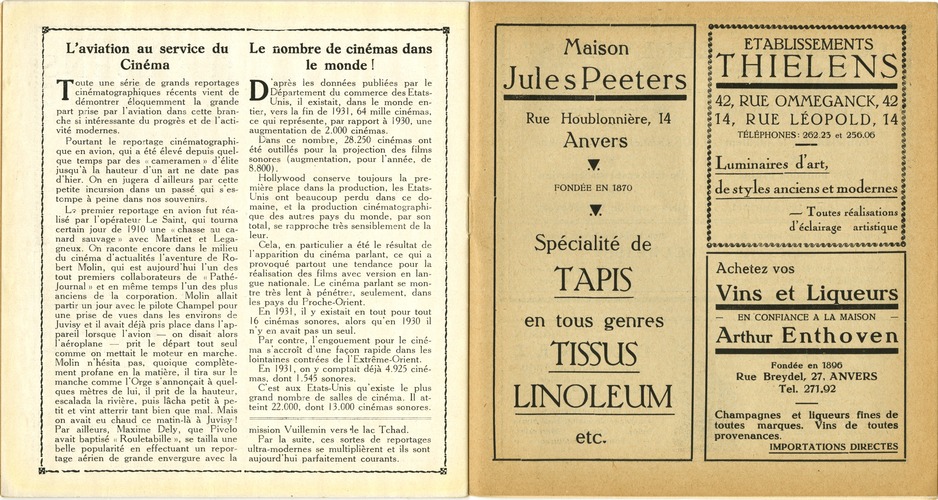 L'aviation au service du
Cinéma
Toute une série de grands reportages
cinématographiques récents vient de
démontrer éloquemment la grande
part prise par l'aviation dans cette bran-
che si intéressante du progrès et de l'acti-
vité modernes.
Pourtant le reportage cinématographi-
que en avion, qui a été élevé depuis quel-
que temps par des « cameramen » d'élite
jusqu'à la hauteur d'un art ne date pas
d'hier. On en jugera d'ailleurs par cette
petite incursion dans un passé qui s'es-
tompe à peine dans nos souvenirs.
Le premier reportage en avion fut réa-
lisé par l'opérateur Le Saint, qui tourna
certain jour de 1910 une « chasse au ca-
nard sauvage » avec Martinet et Lega-
gneux. On raconte encore dans le milieu
du cinéma d'actualités l'aventure de Ro-
bert Molin, qui est aujourd'hui l'un des
tout premiers collaborateurs de « Pathé-
Journal » et en même temps l'un des plus
anciens de la corporation. Molin allait
partir un jour avec le pilote Champel pour
une prise de vues dans les environs de
Juvisy et il avait déjà pris place dans l'ap-
pareil lorsque l'avion — on disait alors
l'aéroplane — prit le départ tout seul
comme on mettait le moteur en marche.
Molin n'hésita pas, quoique complète-
ment profane en la matière, il tira sur le
manche comme l'Orge s'annonçait à quel-
ques mètres de lui, il prit de la hauteur,
escalada la rivière, puis lâcha petit à pe-
tit et vint atterrir tant bien que mal. Mais
on avait eu chaud ce matin-là à Juvisy !
Par ailleurs, Maxime Dely, que Pivelo
avait baptisé « Rouletabille », se tailla une
belle popularité en effectuant un repor-
tage aérien de grande envergure avec la
Le nombre de cinémas dans
le monde !
D'après les données publiées par le
Département du commerce des Etats-
Unis, il existait, dans le monde en-
tier, vers la fin de 1931, 64 mille cinémas,
ce qui représente, par rapport à 1930, une
augmentation de 2.000 cinémas.
Dans ce nombre, 28.250 cinémas ont
été outillés pour la projection des films
sonores (augmentation, pour l'année, de
8.800).
Hollywood conserve toujours la pre-
mière place dans la production, les Etats-
Unis ont beaucoup perdu dans ce do-
maine, et la production cinématographi-
que des autres pays du monde, par son
total, se rapproche très sensiblement de la
leur.
Cela, en particulier a été le résultat de
l'apparition du cinéma parlant, ce qui a
provoqué partout une tendance pour la
réalisation des films avec version en lan-
gue nationale. Le cinéma parlant se mon-
tre très lent à pénétrer, seulement, dans
les pays du Proche-Orient.
En 1931, il y existait en tout pour tout
16 cinémas sonores, alors qu'en 1930 il
n'y en avait pas un seul.
Par contre, l'engouement pour le ciné-
ma s'accroît d'une façon rapide dans les
lointaines contrées de l'Extrême-Orient.
En 1931, on y comptait déjà 4.925 ciné-
mas, dont 1.545 sonores.
C'est aux Etats-Unis qu'existe le plus
grand nombre de salles de cinéma. Il at-
teint 22.000, dont 13.000 cinémas sonores.
mission Vuillemin vers le lac Tchad.
Par la suite, ces sortes de reportages
ultra-modernes se multiplièrent et ils sont
aujourd'hui parfaitement courants.
Maison
Jules Peeters
Rue Houblonnière, 14
Anvers
FONDÉE EN 1870
Spécialité de
TAPIS
en tous genres
TISSUS
LINOLEUM
etc.
ETABLISSEMENTS
THIELENS
42, RUE OMMEGANCK, 42
14, RUE LÉOPOLD, 14
TÉLÉPHONES : 262.23 et 256.06
Luminaires d'art,
de styles anciens et modernes
— Toutes réalisations
d'éclairage artistique
Achetez vos
Vins et Liqueurs
— EN CONFIANCE A LA MAISON —
Arthur Enthoven
Fondée en 1896
Rue Breydel, 27. ANVERS
Tel. 271.92
Champagnes et liqueurs fines de
toutes marques. Vins de toutes
provenances.
IMPORTATIONS DIRECTES